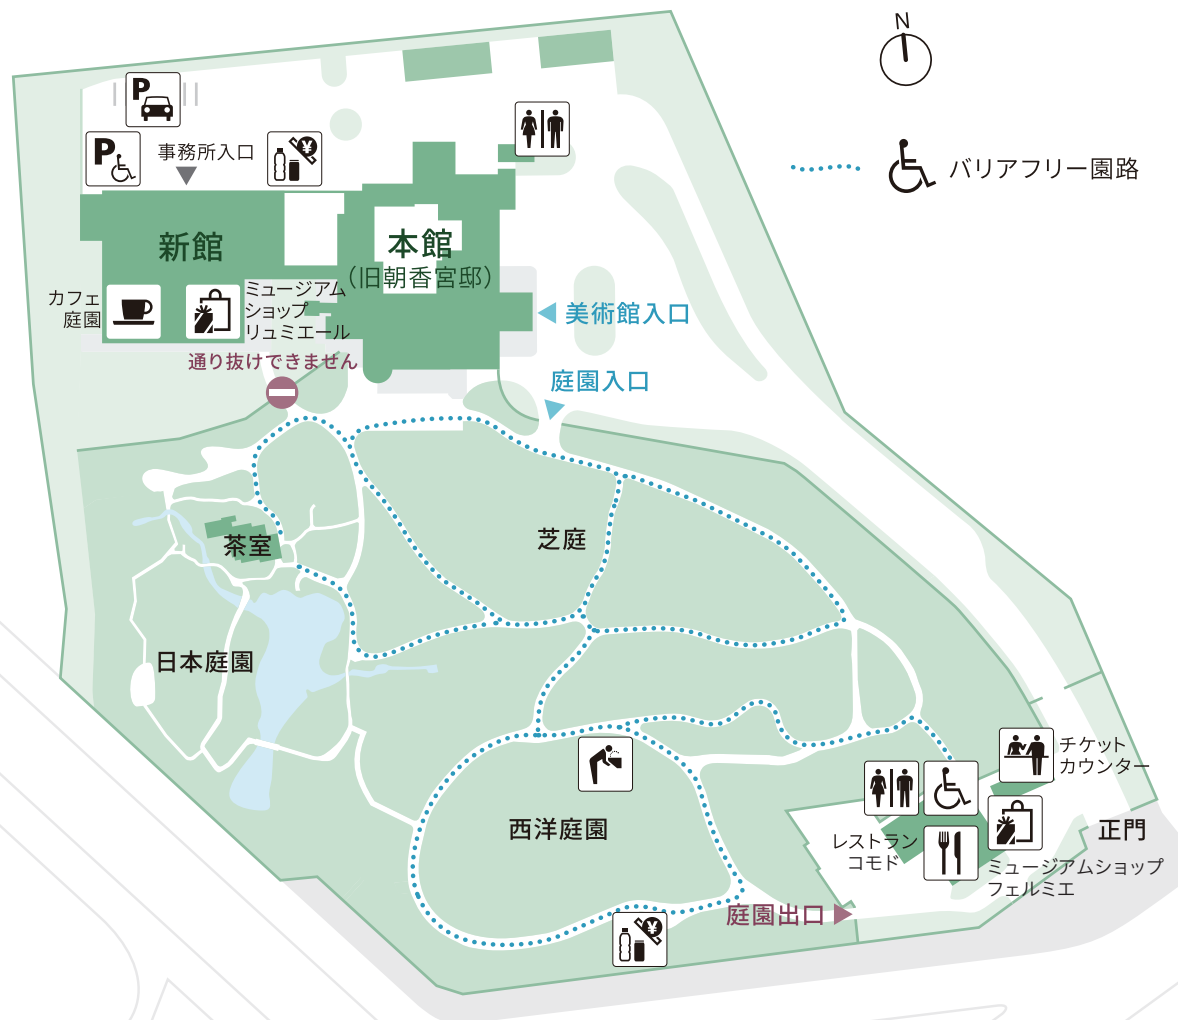 N
バリアフリー園路
P
P
事務所入口
¥
新館
本館
(旧朝香宮邸)
カフェ
庭園
ミュージアム
ショップ
リュミエール
美術館入口
通り抜けできません
庭園入口
芝庭
茶室
日本庭園
チケット
カウンター
西洋庭園
レストラン
コモド
正門
ミュージアムショップ
フェルミエ
庭園出口
¥